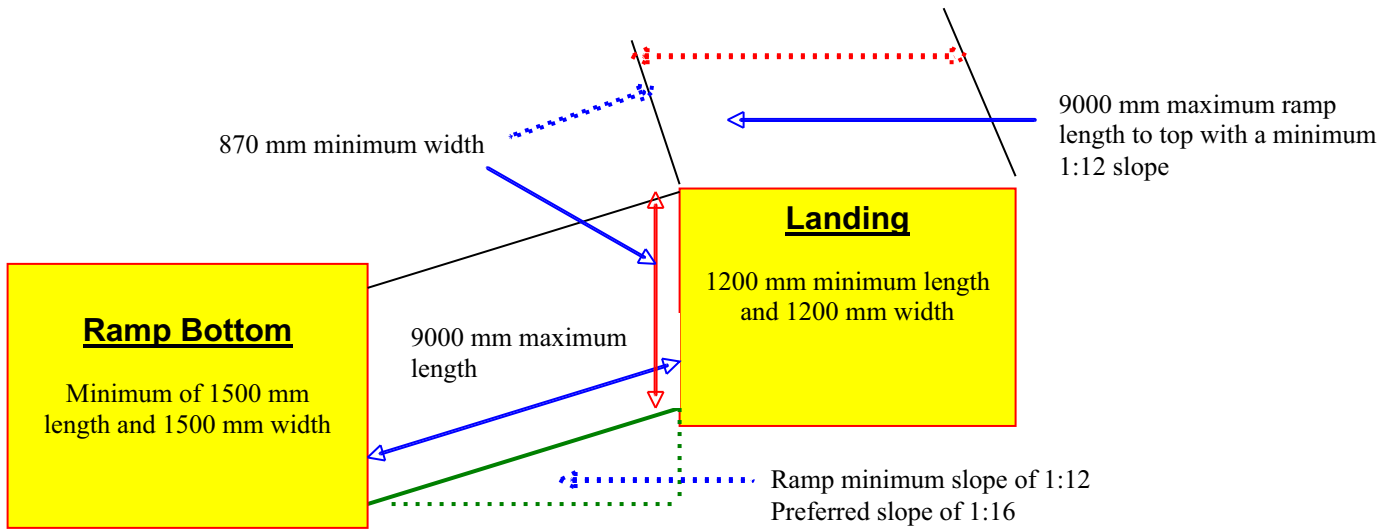 870 mm minimum width
9000 mm maximum ramp
length to top with a minimum
1:12 slope
Landing
1200 mm minimum length
and 1200 mm width
Ramp Bottom
Minimum of 1500 mm
length and 1500 mm width
9000 mm maximum
length
Ramp minimum slope of 1:12
Preferred slope of 1:16